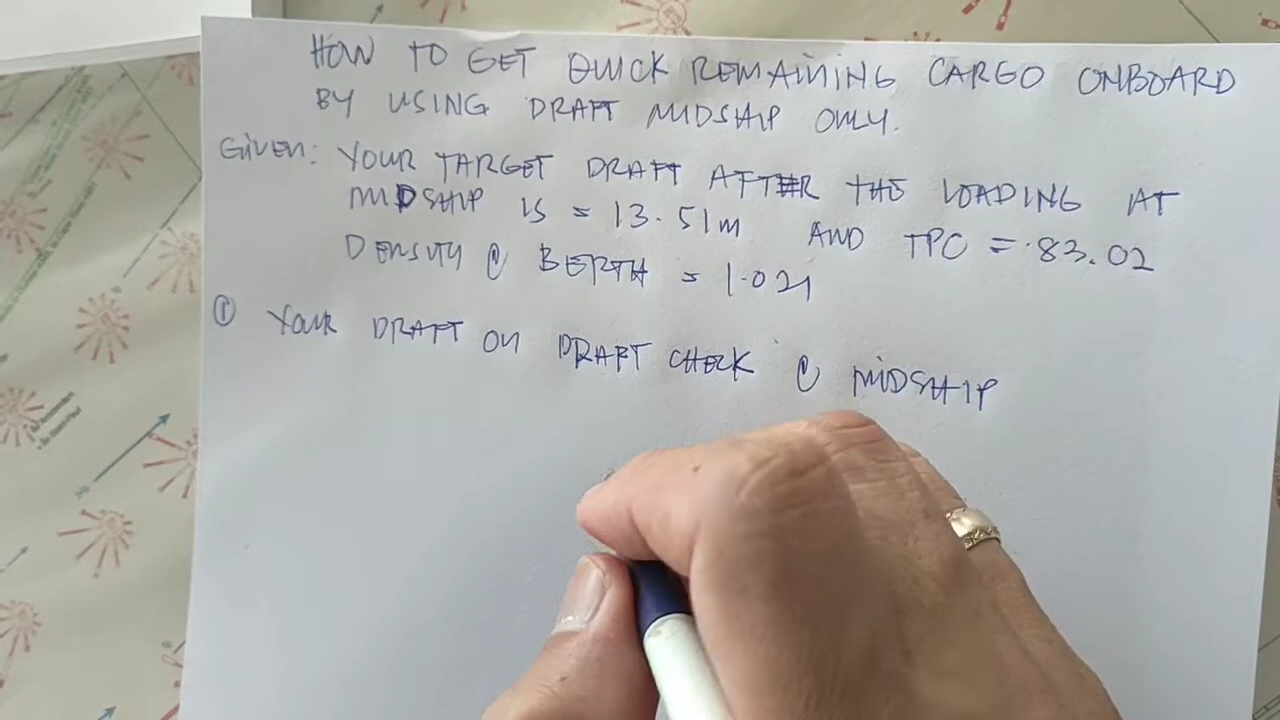 HOW TO GET QUICK REMAINING CARGO ONBOARD
BY USING DRAFT MIDSHIP ONLY.
GIVEN: YOUR TARGET DRAFT AFTER THE LOADING AT
MIDSHIP IS = 13.51m AND TPC = 83.02
DENSITY @ BERTH = 1.021
① YOUR DRAFT ON DRAFT CHECK @ MIDSHIP